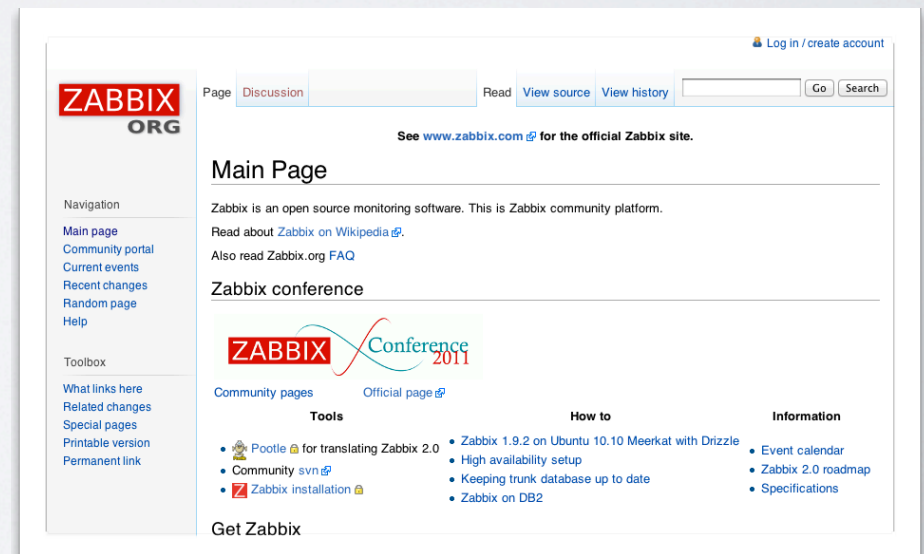 Log in / create account
ZABBIX
ORG
Page Discussion Read View source View history Go Search
See www.zabbix.com for the official Zabbix site.
Main Page
Zabbix is an open source monitoring software. This is Zabbix community platform.
Read about Zabbix on Wikipedia.
Also read Zabbix.org FAQ
Zabbix conference
ZABBIX Conference
2011
Community pages Official page
Navigation
Main page
Community portal
Current events
Recent changes
Random page
Help
Toolbox
What links here
Related changes
Special pages
Printable version
Permanent link
Tools
Pootle for translating Zabbix 2.0
Community svn
Z Zabbix installation
How to
Zabbix 1.9.2 on Ubuntu 10.10 Meerkat with Drizzle
High availability setup
Keeping trunk database up to date
Zabbix on DB2
Information
Event calendar
Zabbix 2.0 roadmap
Specifications
Get Zabbix